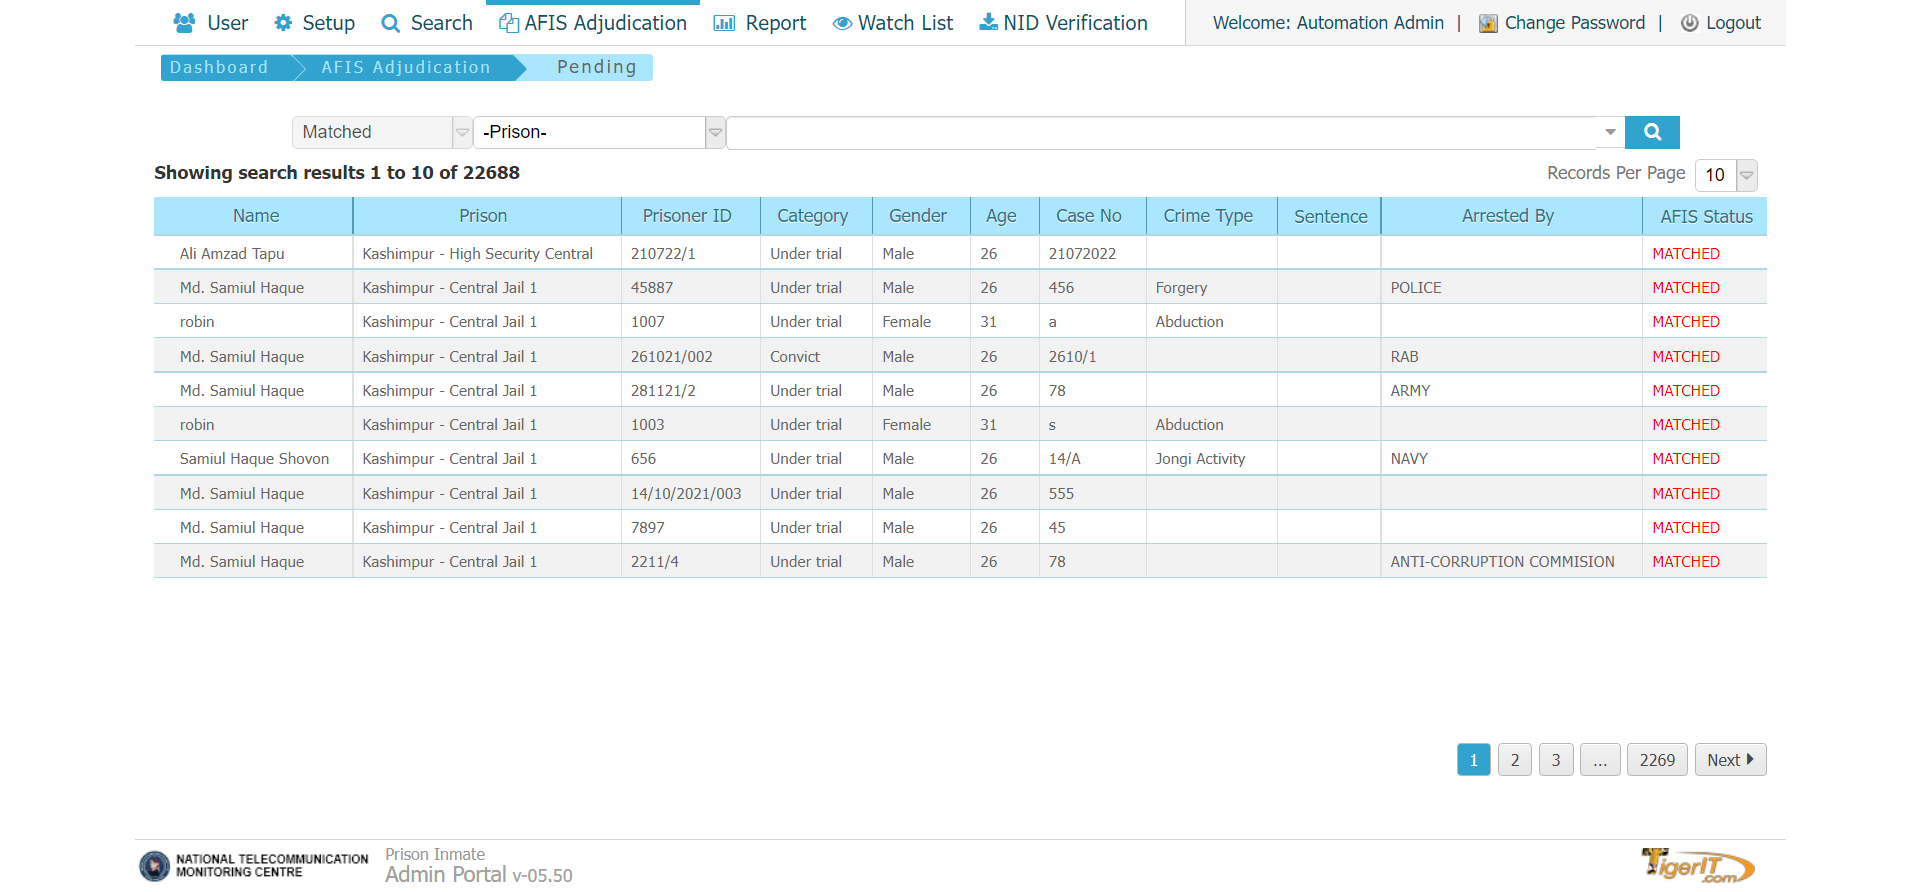 User Setup Search AFIS Adjudication Report Watch List NID Verification Welcome: Automation Admin | Change Password | Logout
Dashboard AFIS Adjudication Pending
Matched -Prison-
Showing search results 1 to 10 of 22688 Records Per Page 10
Name Prison Prisoner ID Category Gender Age Case No Crime Type Sentence Arrested By AFIS Status
Ali Amzad Tapu Kashimpur - High Security Central 210722/1 Under trial Male 26 21072022 MATCHED
Md. Samiul Haque Kashimpur - Central Jail 1 45887 Under trial Male 26 456 Forgery POLICE MATCHED
robin Kashimpur - Central Jail 1 1007 Under trial Female 31 a Abduction MATCHED
Md. Samiul Haque Kashimpur - Central Jail 1 261021/002 Convict Male 26 2610/1 RAB MATCHED
Md. Samiul Haque Kashimpur - Central Jail 1 281121/2 Under trial Male 26 78 ARMY MATCHED
robin Kashimpur - Central Jail 1 1003 Under trial Female 31 s Abduction MATCHED
Samiul Haque Shovon Kashimpur - Central Jail 1 656 Under trial Male 26 14/A Jongi Activity NAVY MATCHED
Md. Samiul Haque Kashimpur - Central Jail 1 14/10/2021/003 Under trial Male 26 555 MATCHED
Md. Samiul Haque Kashimpur - Central Jail 1 7897 Under trial Male 26 45 MATCHED
Md. Samiul Haque Kashimpur - Central Jail 1 2211/4 Under trial Male 26 78 ANTI-CORRUPTION COMMISION MATCHED
1 2 3 ... 2269 Next
NATIONAL TELECOMMUNICATION
MONITORING CENTRE
Prison Inmate
Admin Portal v-05.50
TigerIT.com